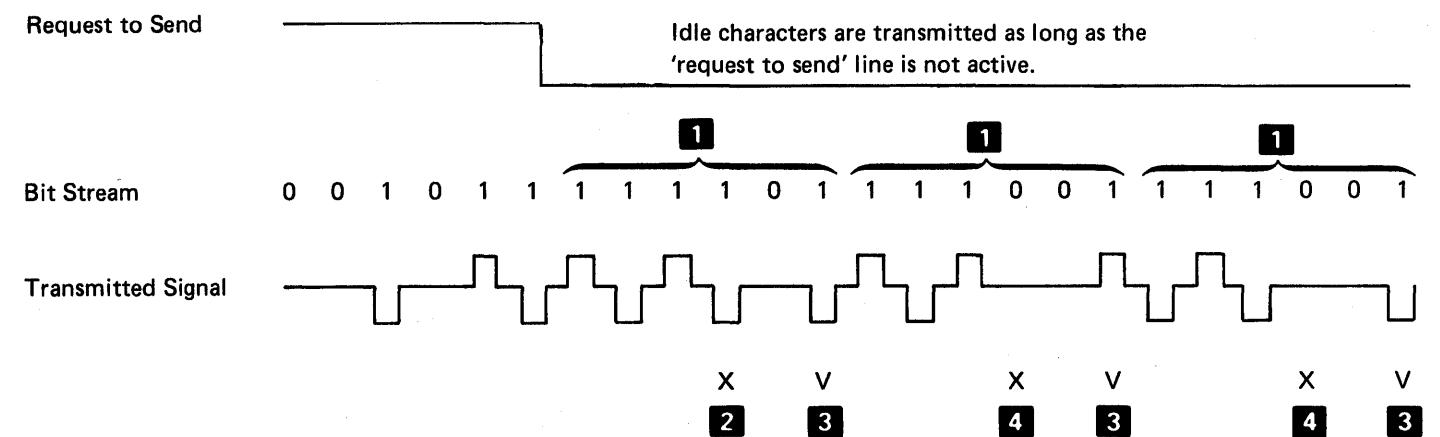 Request to Send
Idle characters are transmitted as long as the
'request to send' line is not active.
1 1 1
Bit Stream 0 0 1 0 1 1 1 1 1 1 0 1 1 1 1 0 0 1 1 1 1 0 0 1
Transmitted Signal
X V X V X V
2 3 4 3 4 3